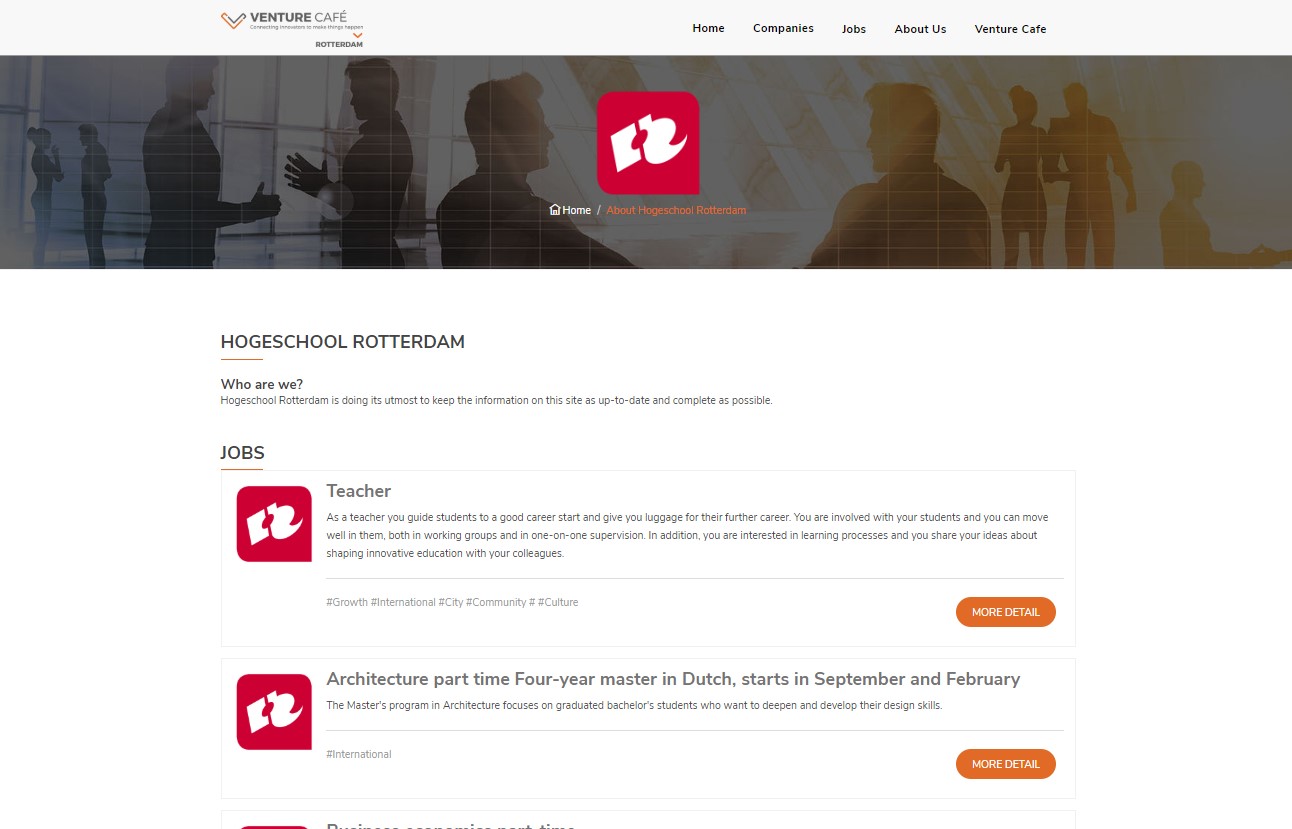 VENTURE CAFÉ
Connecting innovators to make things happen
ROTTERDAM
Home Companies Jobs About Us Venture Cafe
Home / About Hogeschool Rotterdam
HOGESCHOOL ROTTERDAM
Who are we?
Hogeschool Rotterdam is doing its utmost to keep the information on this site as up-to-date and complete as possible.
JOBS
Teacher
As a teacher you guide students to a good career start and give you luggage for their further career. You are involved with your students and you can move
well in them, both in working groups and in one-on-one supervision. In addition, you are interested in learning processes and you share your ideas about
shaping innovative education with your colleagues.
#Growth #International #City #Community # #Culture
MORE DETAIL
Architecture part time Four-year master in Dutch, starts in September and February
The Master's program in Architecture focuses on graduated bachelor's students who want to deepen and develop their design skills.
#International
MORE DETAIL
Business economics part-time